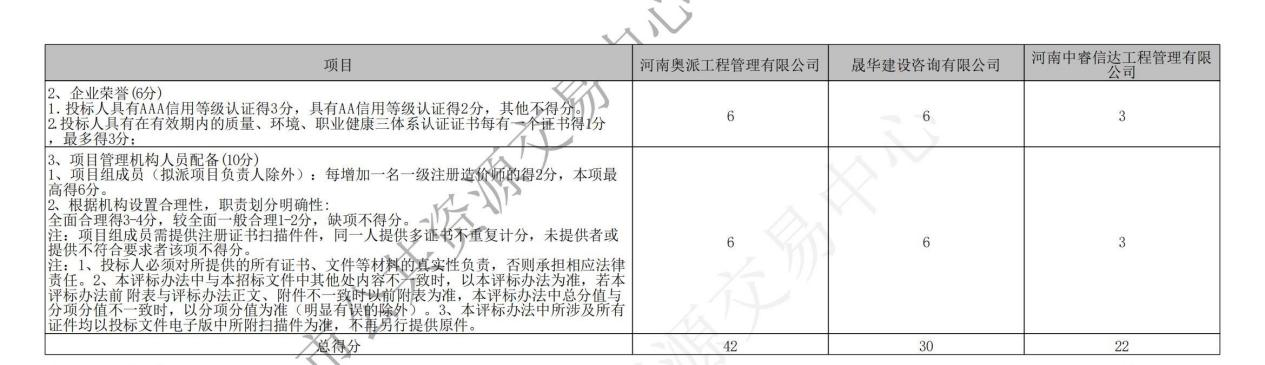 项目
河南奥派工程管理有限公司
晟华建设咨询有限公司
河南中睿信达工程管理有限
公司
2、企业荣誉(6分)
1.投标人具有AAA信用等级认证得3分，具有AA信用等级认证得2分，其他不得分。
2.投标人具有在有效期内的质量、环境、职业健康三体系认证证书每有一个证书得1分
，最多得3分；
6
6
3
3、项目管理机构人员配备(10分)
1、项目组成员（拟派项目负责人除外）：每增加一名一级注册造价师的得2分，本项最
高得6分。
2、根据机构设置合理性，职责划分明确性：
全面合理得3-4分，较全面一般合理1-2分，缺项不得分。
注：项目组成员需提供注册证书扫描件件，同一人提供多证书不重复计分，未提供者或
提供不符合要求者该项不得分。
注：1、投标人必须对所提供的所有证书、文件等材料的真实性负责，否则承担相应法律
责任。2、本评标办法中与本招标文件中其他处内容不一致时，以本评标办法为准，若本
评标办法前 附表与评标办法正文、附件不一致时以前附表为准，本评标办法中总分值与
分项分值不一致时，以分项分值为准（明显有误的除外）。3、本评标办法中所涉及所有
证件均以投标文件电子版中所附扫描件为准，不再另行提供原件。
6
6
3
总得分
42
30
22
市公共资源交易中心
源交易中心